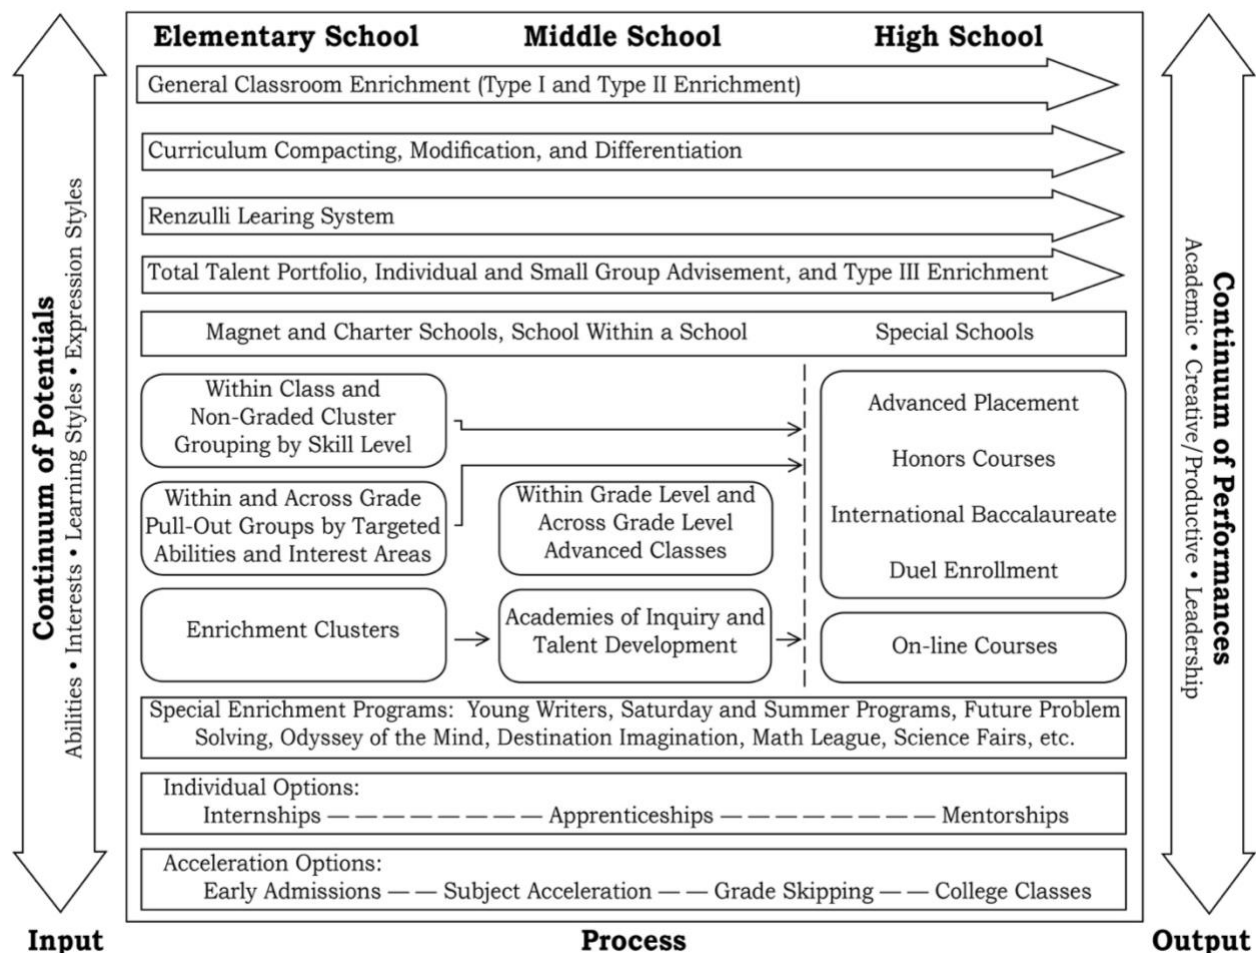 Elementary School
Middle School
High School
General Classroom Enrichment (Type I and Type II Enrichment)
Curriculum Compacting, Modification, and Differentiation
Renzulli Learing System
Total Talent Portfolio, Individual and Small Group Advisement, and Type III Enrichment
Magnet and Charter Schools, School Within a School
Special Schools
Within Class and
Non-Graded Cluster
Grouping by Skill Level
Within and Across Grade
Pull-Out Groups by Targeted
Abilities and Interest Areas
Enrichment Clusters
Within Grade Level and
Across Grade Level
Advanced Classes
Academies of Inquiry and
Talent Development
Advanced Placement
Honors Courses
International Baccalaureate
Duel Enrollment
On-line Courses
Special Enrichment Programs: Young Writers, Saturday and Summer Programs, Future Problem
Solving, Odyssey of the Mind, Destination Imagination, Math League, Science Fairs, etc.
Individual Options:
Internships — — — — — — — — Apprenticeships — — — — — — — — Mentorships
Acceleration Options:
Early Admissions — — Subject Acceleration — — Grade Skipping — — College Classes
Continuum of Potentials
Abilities • Interests • Learning Styles • Expression Styles
Continuum of Performances
Academic • Creative/Productive • Leadership
Input
Process
Output